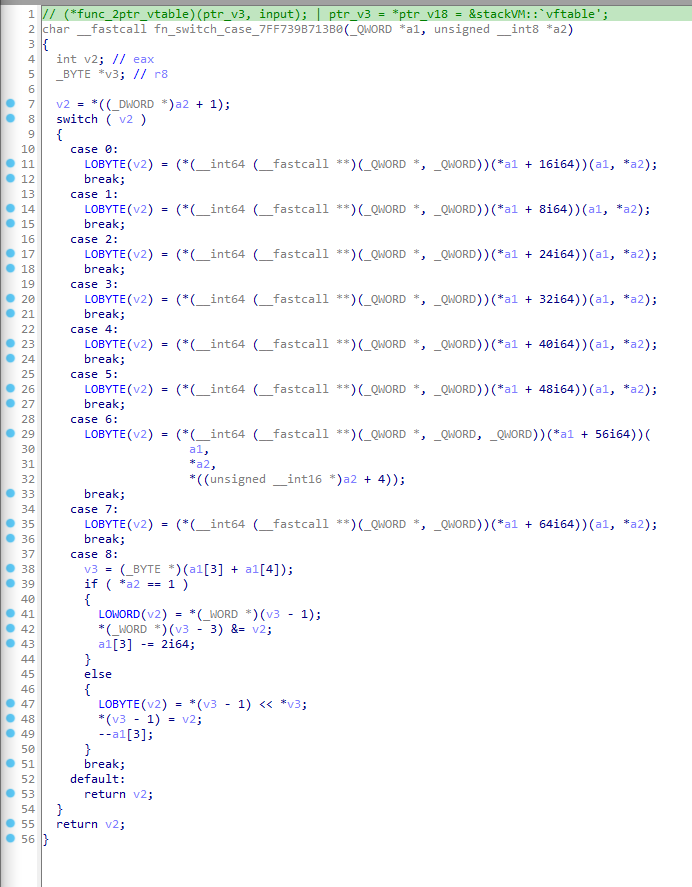 1 // (*func_2ptr_vtable)(ptr_v3, input); | ptr_v3 = *ptr_v18 = &stackVM::`vftable';
2 char __fastcall fn_switch_case_7FF739B713B0(_QWORD *a1, unsigned __int8 *a2)
3 {
4   int v2; // eax
5   _BYTE *v3; // r8
6
7   v2 = *((_DWORD *)a2 + 1);
8   switch ( v2 )
9   {
10     case 0:
11       LOBYTE(v2) = (*(__int64 (__fastcall **)(_QWORD *, _QWORD))(*a1 + 16i64))(a1, *a2);
12       break;
13     case 1:
14       LOBYTE(v2) = (*(__int64 (__fastcall **)(_QWORD *, _QWORD))(*a1 + 8i64))(a1, *a2);
15       break;
16     case 2:
17       LOBYTE(v2) = (*(__int64 (__fastcall **)(_QWORD *, _QWORD))(*a1 + 24i64))(a1, *a2);
18       break;
19     case 3:
20       LOBYTE(v2) = (*(__int64 (__fastcall **)(_QWORD *, _QWORD))(*a1 + 32i64))(a1, *a2);
21       break;
22     case 4:
23       LOBYTE(v2) = (*(__int64 (__fastcall **)(_QWORD *, _QWORD))(*a1 + 40i64))(a1, *a2);
24       break;
25     case 5:
26       LOBYTE(v2) = (*(__int64 (__fastcall **)(_QWORD *, _QWORD))(*a1 + 48i64))(a1, *a2);
27       break;
28     case 6:
29       LOBYTE(v2) = (*(__int64 (__fastcall **)(_QWORD *, _QWORD, _QWORD))(*a1 + 56i64))(
30                      a1,
31                      *a2,
32                      *((unsigned __int16 *)a2 + 4));
33       break;
34     case 7:
35       LOBYTE(v2) = (*(__int64 (__fastcall **)(_QWORD *, _QWORD))(*a1 + 64i64))(a1, *a2);
36       break;
37     case 8:
38       v3 = (_BYTE *)(a1[3] + a1[4]);
39       if ( *a2 == 1 )
40       {
41         LOWORD(v2) = *(_WORD *)(v3 - 1);
42         *(_WORD *)(v3 - 3) &= v2;
43         a1[3] -= 2i64;
44       }
45       else
46       {
47         LOBYTE(v2) = *(v3 - 1) << *v3;
48         *(v3 - 1) = v2;
49         --a1[3];
50       }
51       break;
52     default:
53       return v2;
54   }
55   return v2;
56 }